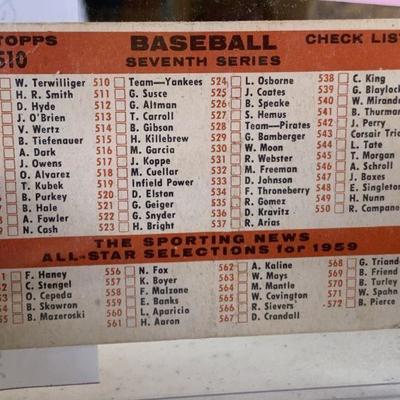 TOPPS
510
BASEBALL
SEVENTH SERIES
CHECK LIST
W. Terwilliger
H. R. Smith
D. Hyde
J. O'Brien
V. Wertz
B. Tiefenauer
A. Dark
J. Owens
O. Alvarez
T. Kubek
B. Purkey
B. Hale
A. Fowler
N. Cash
510 Team—Yankees
511 G. Susce
512 G. Altman
513 T. Carroll
514 B. Gibson
515 H. Killebrew
516 M. Garcia
517 J. Koppe
518 M. Cuellar
519 Infield Power
520 D. Elston
521 G. Geiger
522 G. Snyder
523 H. Bright
524 L. Osborne
525 J. Coates
526 B. Speake
527 S. Hemus
528 Team—Pirates
529 G. Bamberger
530 W. Moon
531 R. Webster
532 M. Freeman
533 D. Johnson
534 F. Throneberry
535 R. Gomez
536 D. Kravitz
537 R. Arias
538 C. King
539 G. Blaylock
540 W. Miranda
541 B. Thurman
542 J. Perry
543 Corsair Trio
544 L. Tate
545 T. Morgan
546 A. Schroll
547 J. Baxes
548 E. Singleton
549 H. Nunn
550 R. Companel
THE SPORTING NEWS
ALL-STAR SELECTIONS for 1959
F. Haney
C. Stengel
O. Cepeda
B. Skowron
B. Mazeroski
556 N. Fox
557 K. Boyer
558 F. Malzone
559 E. Banks
560 L. Aparicio
561 H. Aaron
562 A. Kaline
563 W. Mays
564 M. Mantle
565 W. Covington
566 R. Sievers
567 D. Crandall
568 G. Triando
569 B. Friend
570 B. Turley
571 W. Spahn
572 B. Pierce